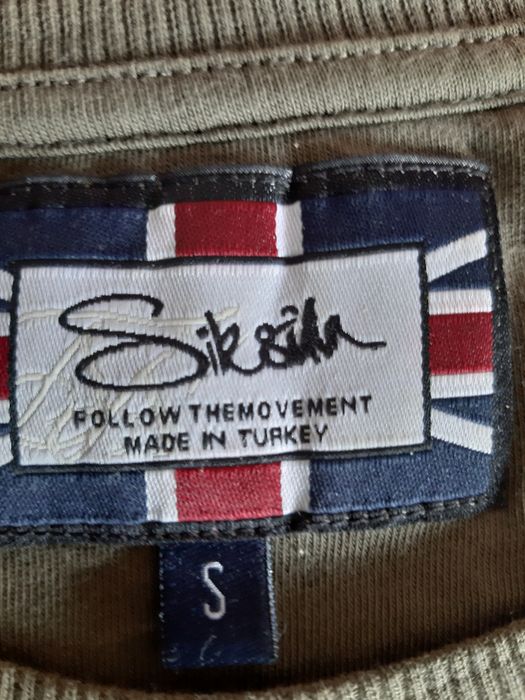 Siksilk
FOLLOW THEMOVEMENT
MADE IN TURKEY
S